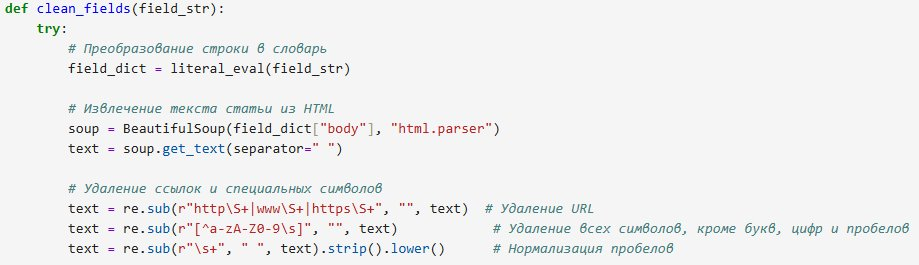 def clean_fields(field_str):
    try:
        # Преобразование строки в словарь
        field_dict = literal_eval(field_str)

        # Извлечение текста статьи из HTML
        soup = BeautifulSoup(field_dict["body"], "html.parser")
        text = soup.get_text(separator=" ")

        # Удаление ссылок и специальных символов
        text = re.sub(r"http\S+|www\S+|https\S+", "", text)  # Удаление URL
        text = re.sub(r"[^a-zA-Z0-9\s]", "", text)           # Удаление всех символов, кроме букв, цифр и пробелов
        text = re.sub(r"\s+", " ", text).strip().lower()     # Нормализация пробелов